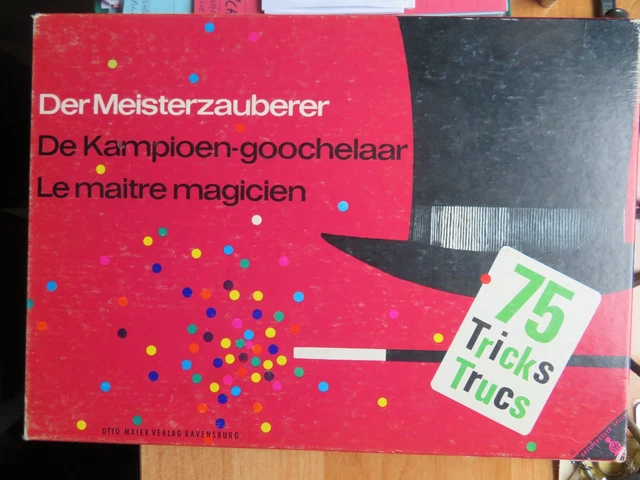 Der Meisterzauberer
De Kampioen-goochelaar
Le maitre magicien
75
Tricks
Trucs
OTTO MAIER VERLAG RAVENSBURG